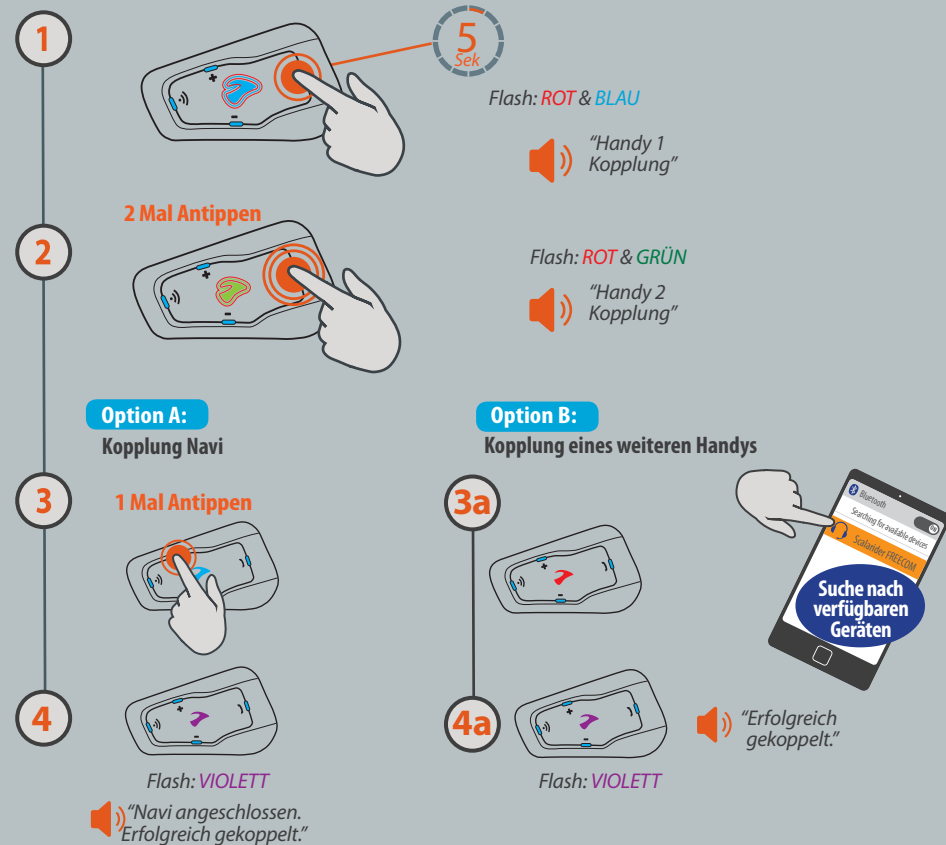 1
5
Sek
Flash: ROT & BLAU
“Handy 1
Kopplung”
2 Mal Antippen
2
Flash: ROT & GRÜN
“Handy 2
Kopplung”
Option A:
Kopplung Navi
Option B:
Kopplung eines weiteren Handys
3
1 Mal Antippen
3a
Bluetooth
On
Searching for available devices
Scalarider FREECOM
Suche nach
verfügbaren
Geräten
4
Flash: VIOLETT
“Navi angeschlossen.
Erfolgreich gekoppelt.”
4a
“Erfolgreich
gekoppelt.”
Flash: VIOLETT